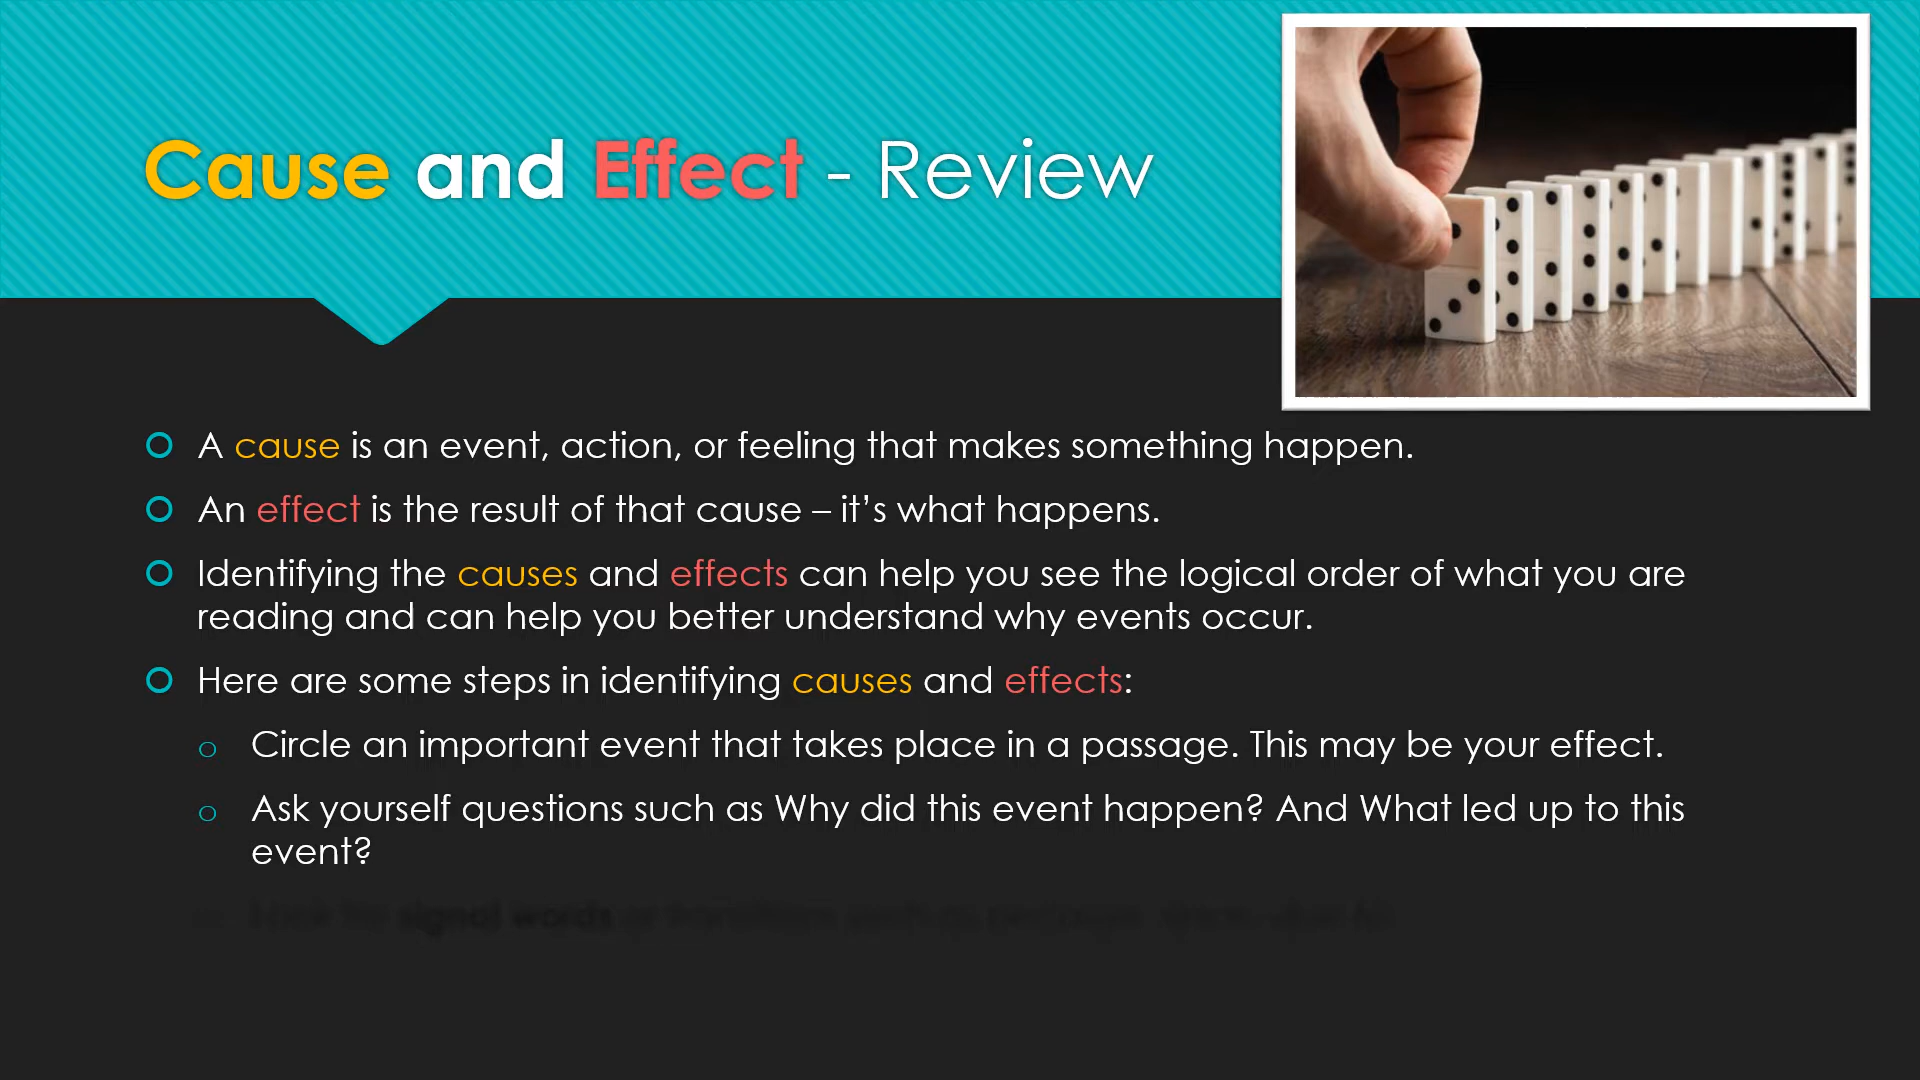 Cause and Effect - Review
A cause is an event, action, or feeling that makes something happen.
An effect is the result of that cause – it’s what happens.
Identifying the causes and effects can help you see the logical order of what you are
reading and can help you better understand why events occur.
Here are some steps in identifying causes and effects:
Circle an important event that takes place in a passage. This may be your effect.
Ask yourself questions such as Why did this event happen? And What led up to this
event?
signal words